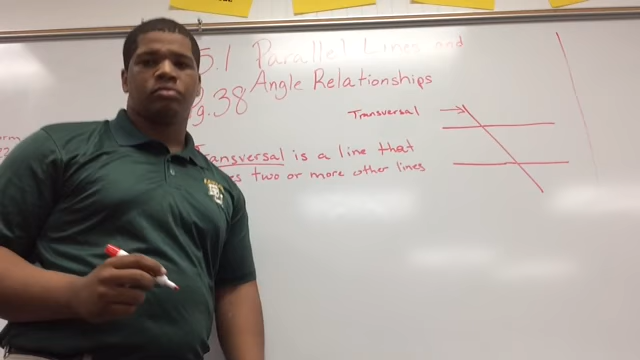 5.1 Parallel Lines and
Angle Relationships
Pg. 38
Transversal
Transversal is a line that
two or more other lines